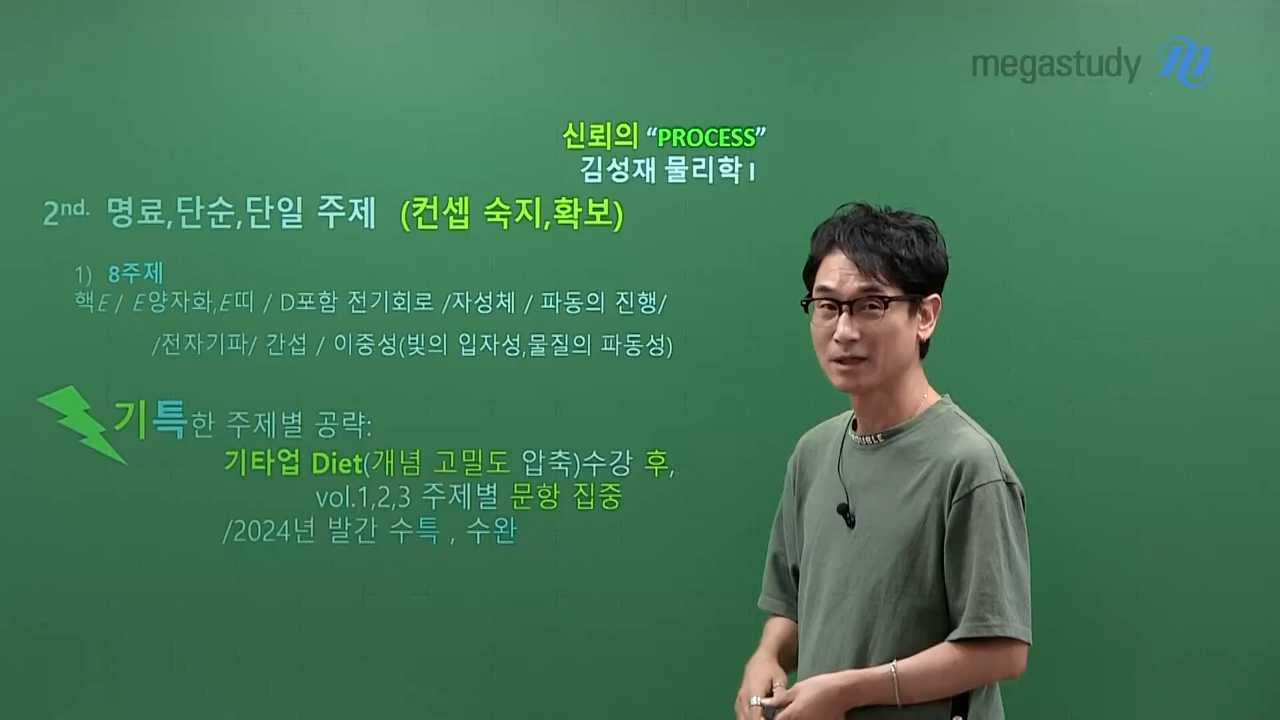 megastudy
신뢰의 “PROCESS”
김성재 물리학 I
2nd. 명료,단순,단일 주제 (컨셉 숙지,확보)
1) 8주제
핵E / E양자화,E띠 / D포함 전기회로 /자성체 / 파동의 진행/
/전자기파/ 간섭 / 이중성(빛의 입자성,물질의 파동성)
기특한 주제별 공략:
기타업 Diet(개념 고밀도 압축)수강 후,
vol.1,2,3 주제별 문항 집중
/2024년 발간 수특 , 수완